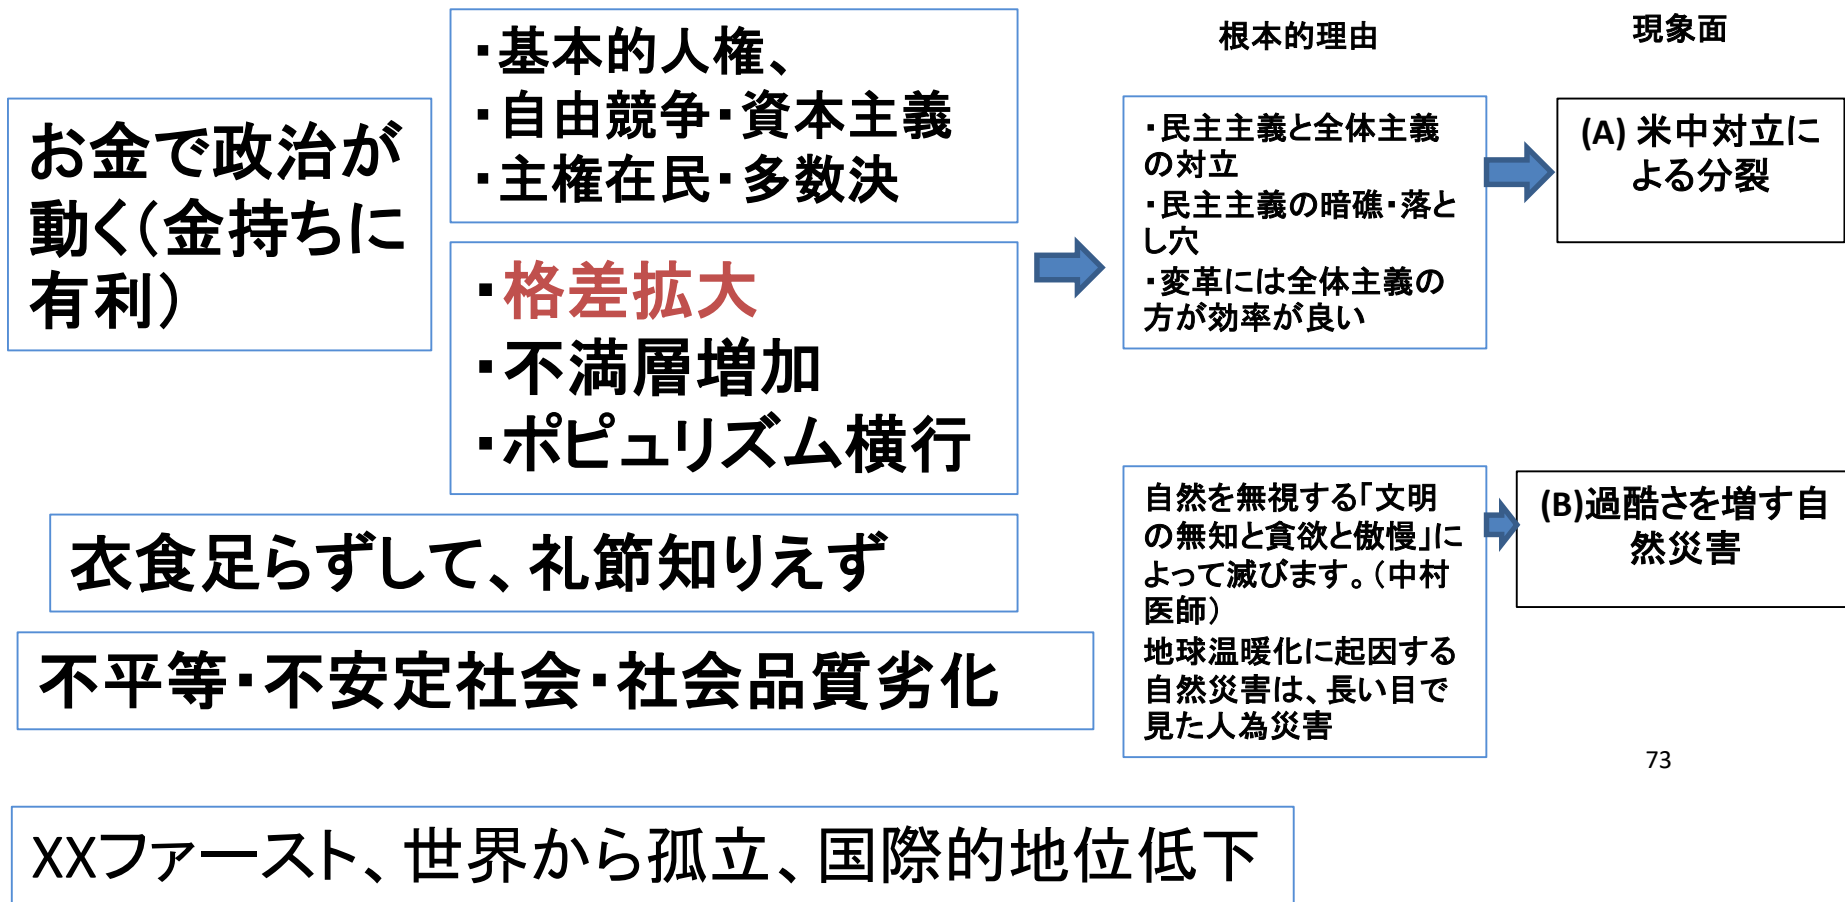 お金で政治が
動く(金持ちに
有利)
・基本的人権、
・自由競争・資本主義
・主権在民・多数決
・格差拡大
・不満層増加
・ポピュリズム横行
衣食足らずして、礼節知りえず
不平等・不安定社会・社会品質劣化
XXファースト、世界から孤立、国際的地位低下
根本的理由
・民主主義と全体主義
の対立
・民主主義の暗礁・落と
し穴
・変革には全体主義の
方が効率が良い
自然を無視する「文明
の無知と貪欲と傲慢」に
よって滅びます。(中村
医師)
地球温暖化に起因する
自然災害は、長い目で
見た人為災害
現象面
(A) 米中対立に
よる分裂
(B)過酷さを増す自
然災害
73